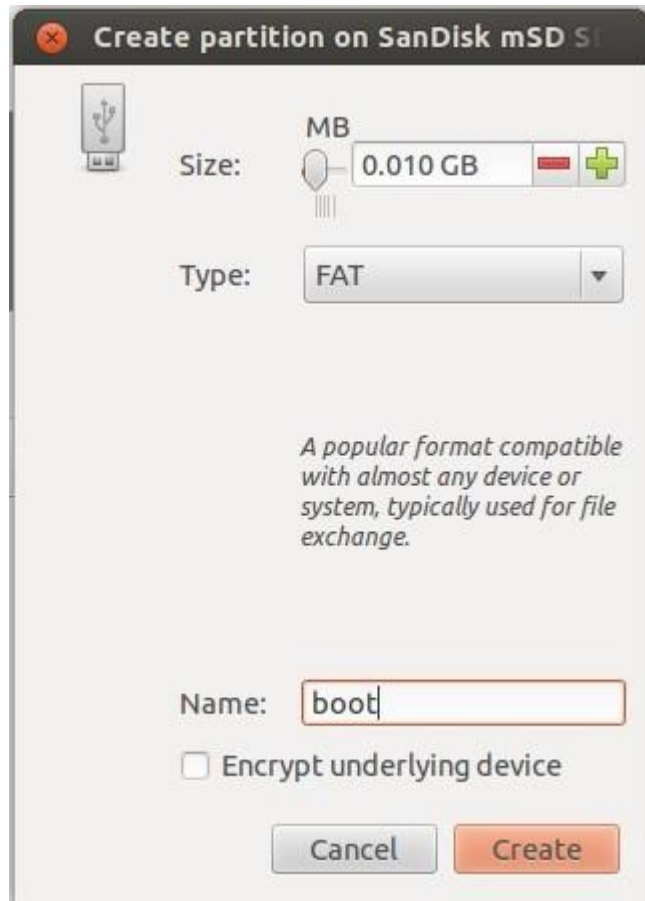 Create partition on SanDisk mSD
MB
Size: 0.010 GB
Type: FAT
A popular format compatible
with almost any device or
system, typically used for file
exchange.
Name: boot
Encrypt underlying device
Cancel Create